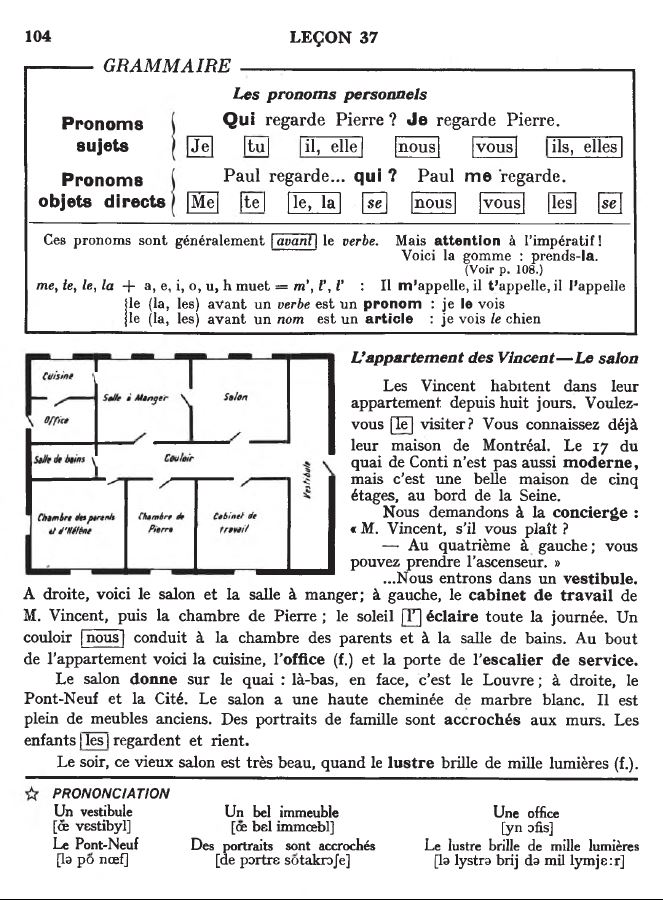 104
LEÇON 37
GRAMMAIRE
Les pronoms personnels
Pronoms sujets
Qui regarde Pierre ? Je regarde Pierre.
Je tu il, elle nous vous ils, elles
Pronoms objets directs
Paul regarde... qui ? Paul me regarde.
Me te le, la se nous vous les se
Ces pronoms sont généralement avant le verbe. Mais attention à l'impératif !
Voici la gomme : prends-la.
(Voir p. 108.)
me, te, le, la + a, e, i, o, u, h muet = m', t', l' : Il m'appelle, il t'appelle, il l'appelle
le (la, les) avant un verbe est un pronom : je le vois
le (la, les) avant un nom est un article : je vois le chien
Cuisine
Salle à Manger
Salon
Office
Salle de bains
Couloir
Vestibule
Chambre des parents et d'Hélène
Chambre de Pierre
Cabinet de travail
L'appartement des Vincent—Le salon
Les Vincent habitent dans leur
appartement depuis huit jours. Voulez-
vous le visiter? Vous connaissez déjà
leur maison de Montréal. Le 17 du
quai de Conti n'est pas aussi moderne,
mais c'est une belle maison de cinq
étages, au bord de la Seine.
Nous demandons à la concierge :
« M. Vincent, s'il vous plaît ?
— Au quatrième à gauche ; vous
pouvez prendre l'ascenseur. »
...Nous entrons dans un vestibule.
A droite, voici le salon et la salle à manger; à gauche, le cabinet de travail de
M. Vincent, puis la chambre de Pierre ; le soleil l' éclaire toute la journée. Un
couloir nous conduit à la chambre des parents et à la salle de bains. Au bout
de l'appartement voici la cuisine, l'office (f.) et la porte de l'escalier de service.
Le salon donne sur le quai : là-bas, en face, c'est le Louvre ; à droite, le
Pont-Neuf et la Cité. Le salon a une haute cheminée de marbre blanc. Il est
plein de meubles anciens. Des portraits de famille sont accrochés aux murs. Les
enfants les regardent et rient.
Le soir, ce vieux salon est très beau, quand le lustre brille de mille lumières (f.).
☆ PRONONCIATION
Un vestibule Un bel immeuble Une office
[œ̃ vɛstibyl] [œ̃ bɛl immœbl] [yn ɔfis]
Le Pont-Neuf Des portraits sont accrochés Le lustre brille de mille lumières
[lə pɔ̃ nœf] [de pɔrtrɛ sɔ̃takrɔʃe] [lə lystrə brij də mil lymjɛ:r]